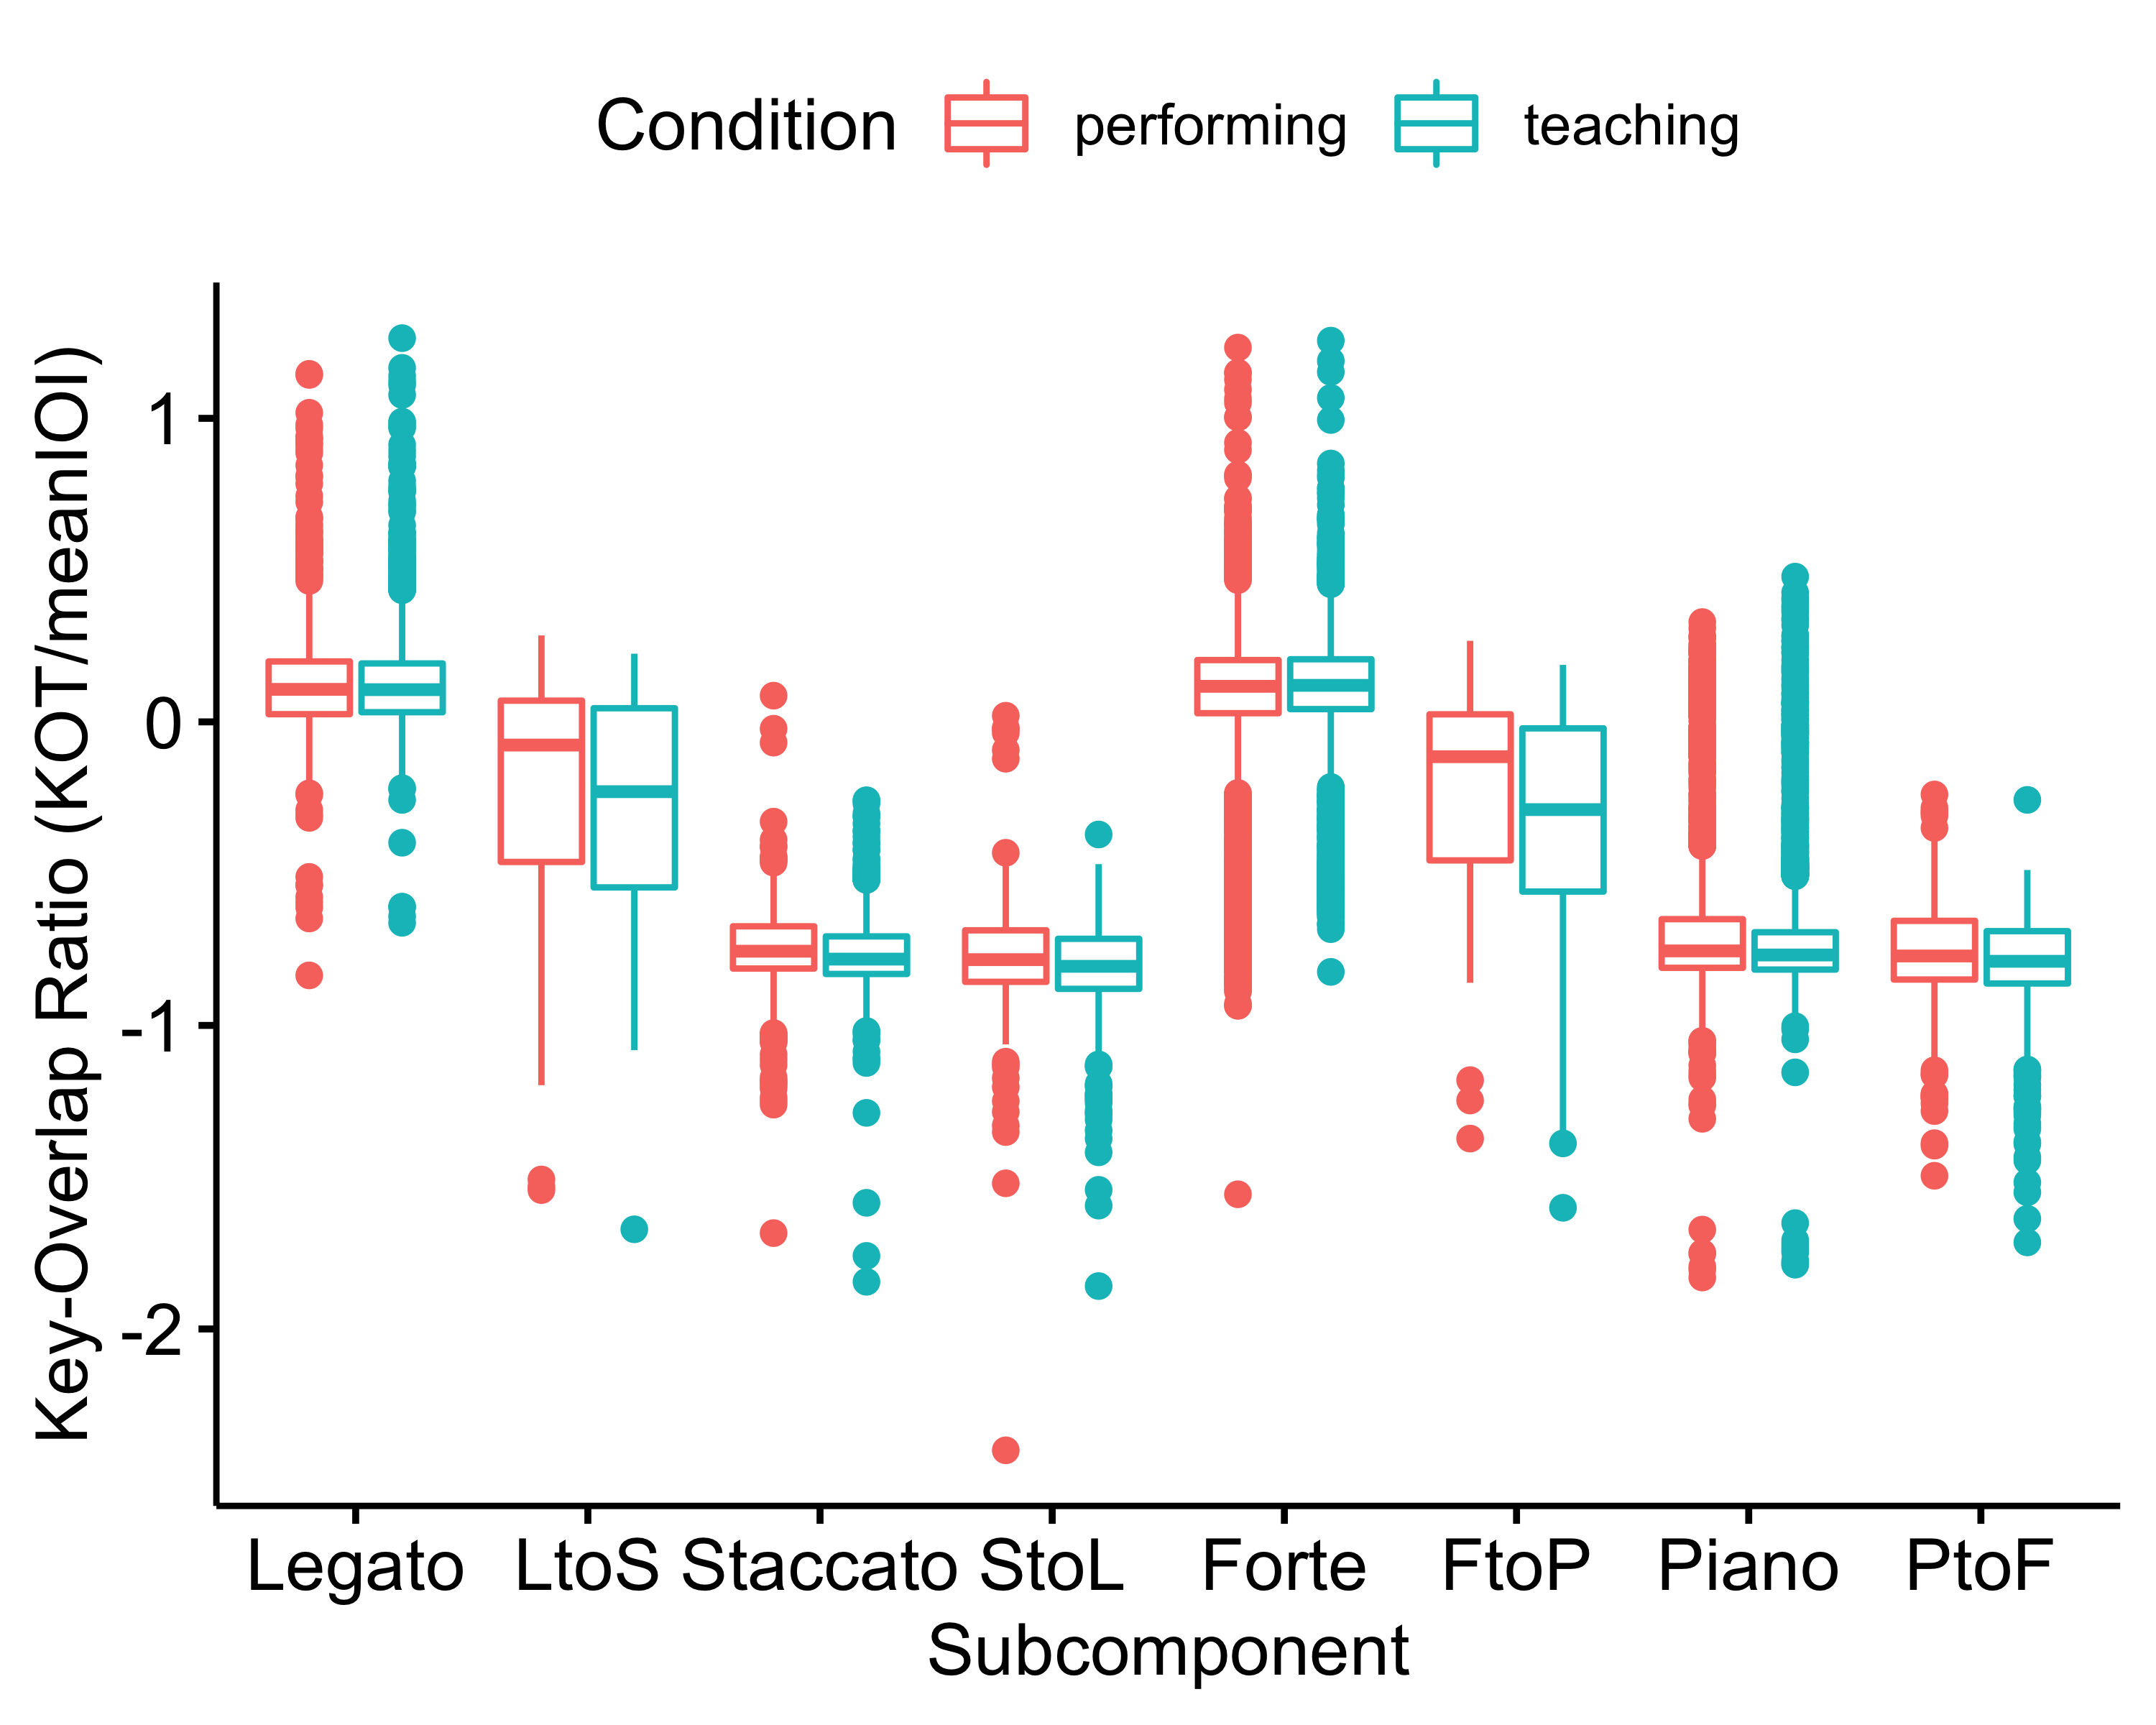 Condition performing teaching
Key-Overlap Ratio (KOT/meanIOI)
1
0
-1
-2
Legato LtoS Staccato StoL Forte FtoP Piano PtoF
Subcomponent